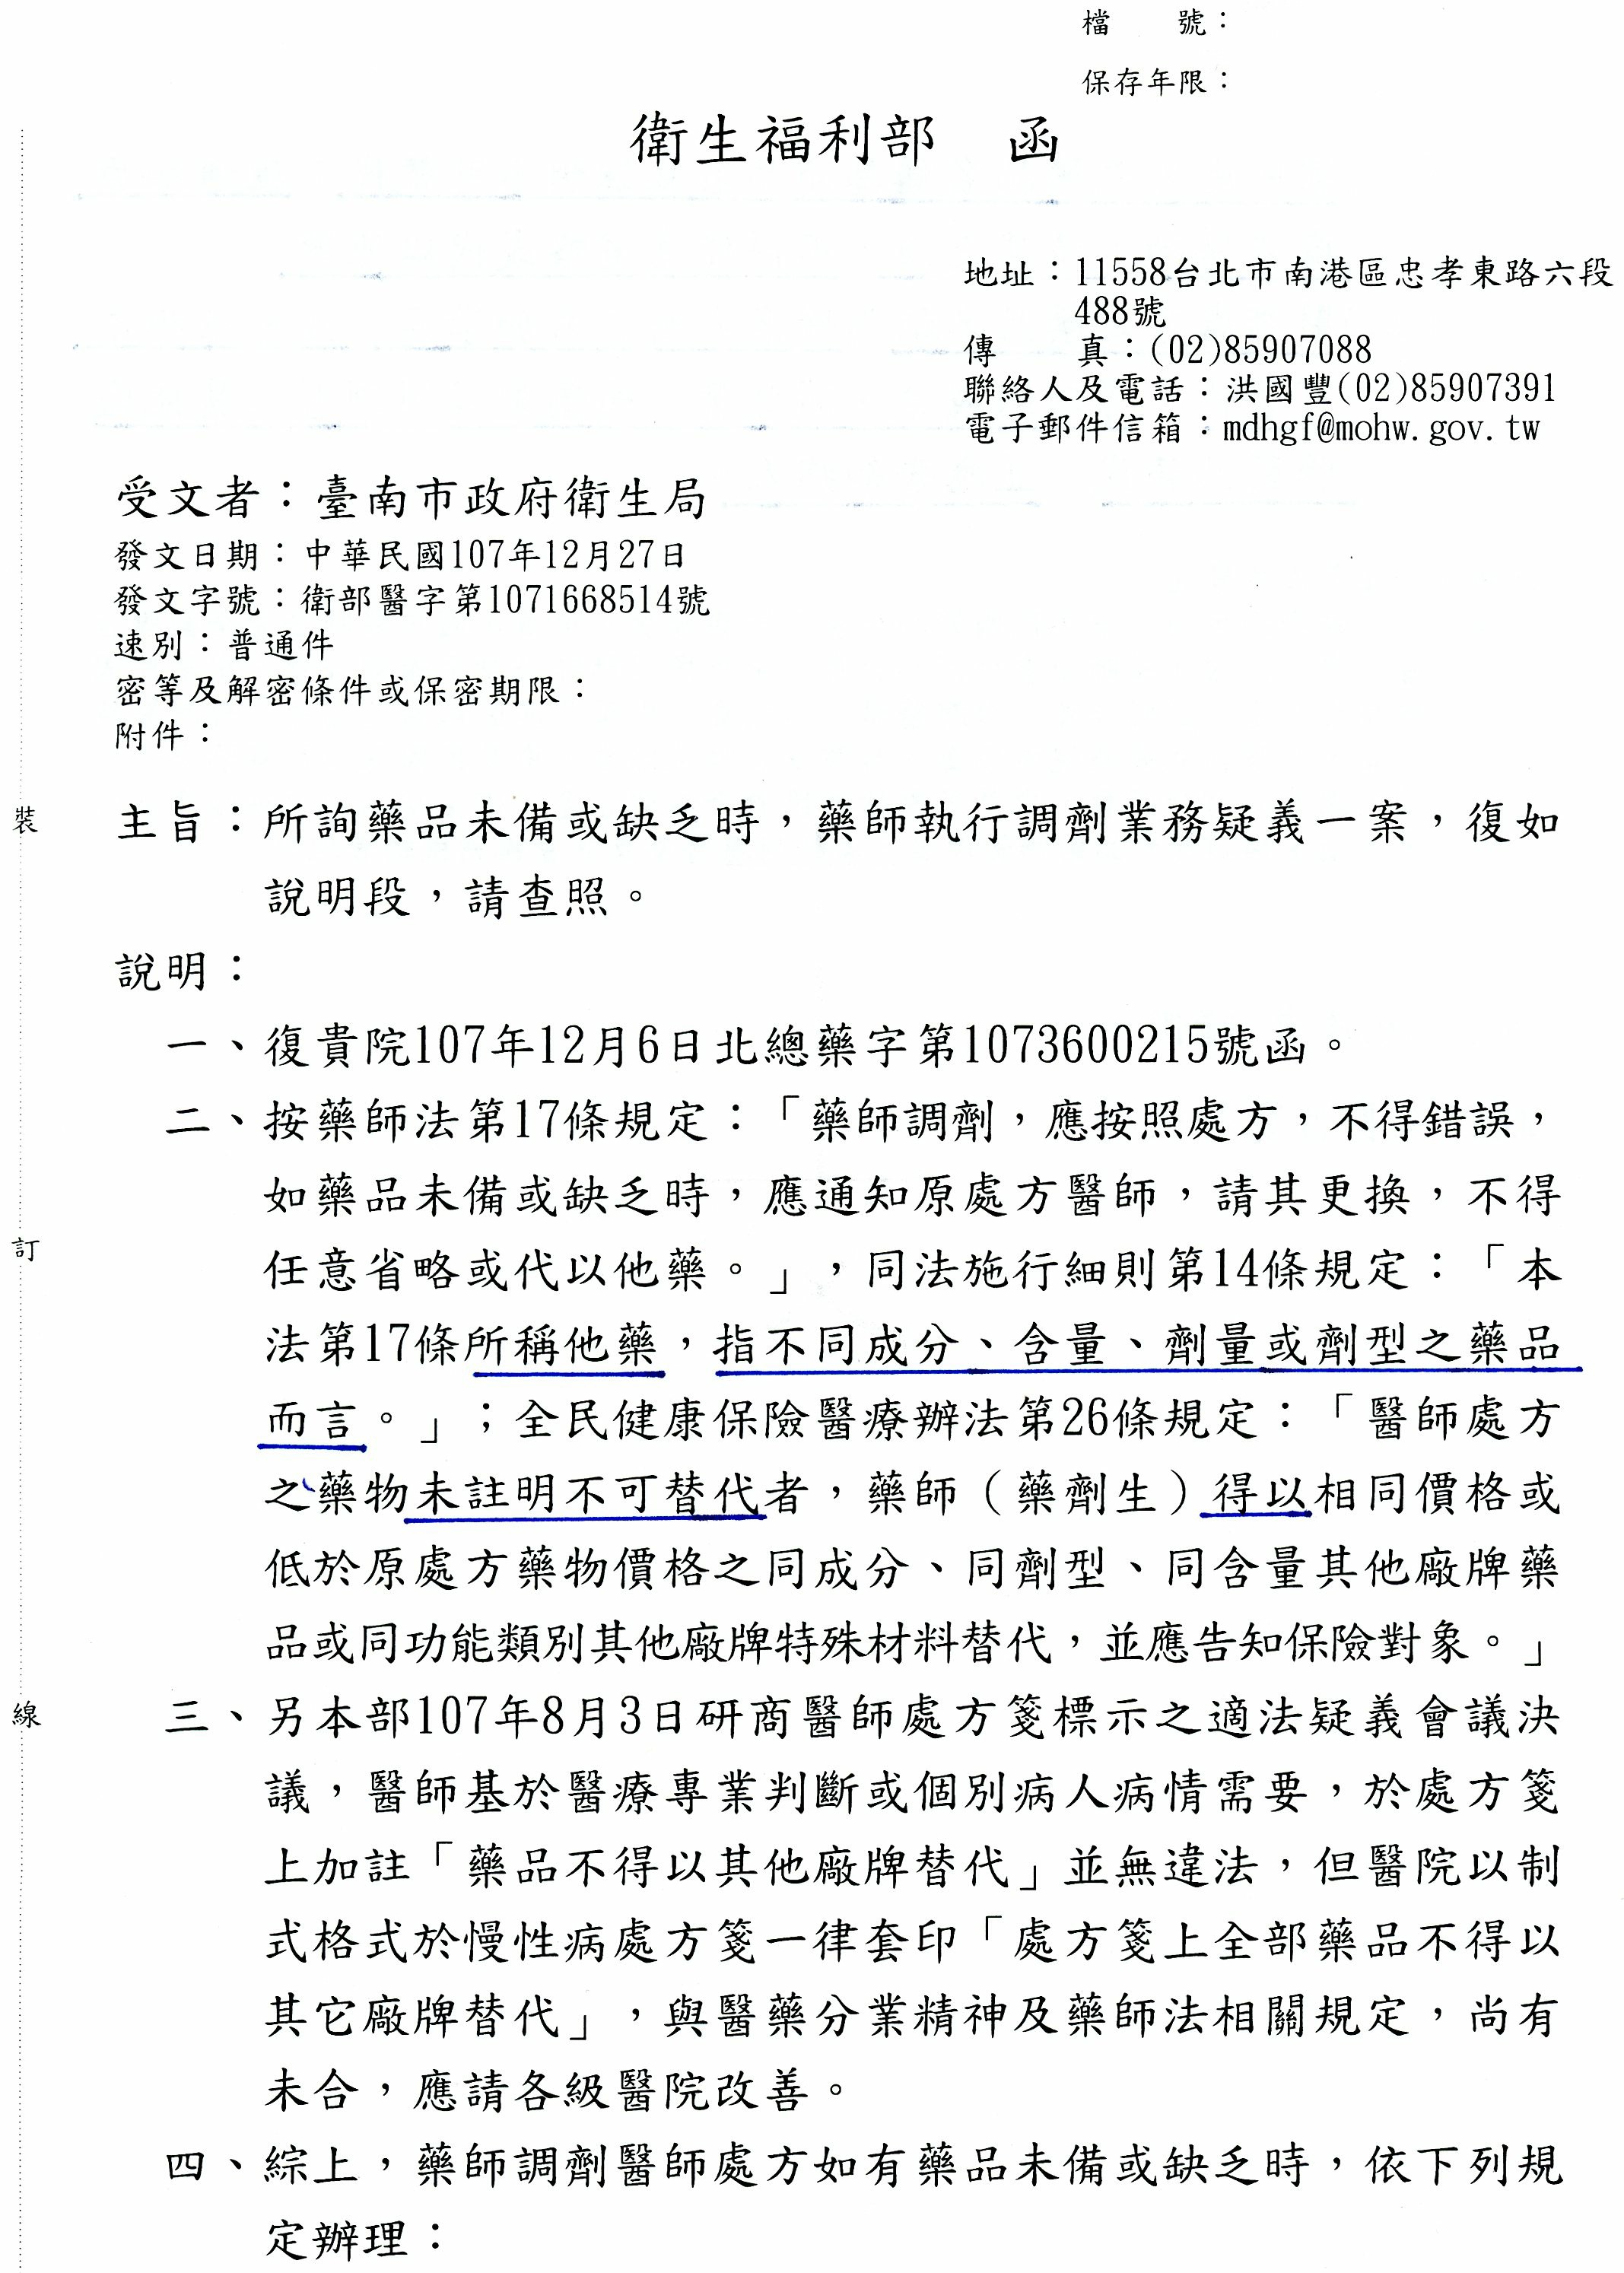 檔　　號：
保存年限：
衛生福利部　函
地址：11558台北市南港區忠孝東路六段
488號
傳　　真：(02)85907088
聯絡人及電話：洪國豐(02)85907391
電子郵件信箱：mdhgf@mohw.gov.tw
受文者：臺南市政府衛生局
發文日期：中華民國107年12月27日
發文字號：衛部醫字第1071668514號
速別：普通件
密等及解密條件或保密期限：
附件：
裝
主旨：所詢藥品未備或缺乏時，藥師執行調劑業務疑義一案，復如
說明段，請查照。
說明：
一、復貴院107年12月6日北總藥字第1073600215號函。
二、按藥師法第17條規定：「藥師調劑，應按照處方，不得錯誤，
如藥品未備或缺乏時，應通知原處方醫師，請其更換，不得
訂
任意省略或代以他藥。」，同法施行細則第14條規定：「本
法第17條所稱他藥，指不同成分、含量、劑量或劑型之藥品
而言。」；全民健康保險醫療辦法第26條規定：「醫師處方
之藥物未註明不可替代者，藥師（藥劑生）得以相同價格或
低於原處方藥物價格之同成分、同劑型、同含量其他廠牌藥
品或同功能類別其他廠牌特殊材料替代，並應告知保險對象。」
線
三、另本部107年8月3日研商醫師處方箋標示之適法疑義會議決
議，醫師基於醫療專業判斷或個別病人病情需要，於處方箋
上加註「藥品不得以其他廠牌替代」並無違法，但醫院以制
式格式於慢性病處方箋一律套印「處方箋上全部藥品不得以
其它廠牌替代」，與醫藥分業精神及藥師法相關規定，尚有
未合，應請各級醫院改善。
四、綜上，藥師調劑醫師處方如有藥品未備或缺乏時，依下列規
定辦理：